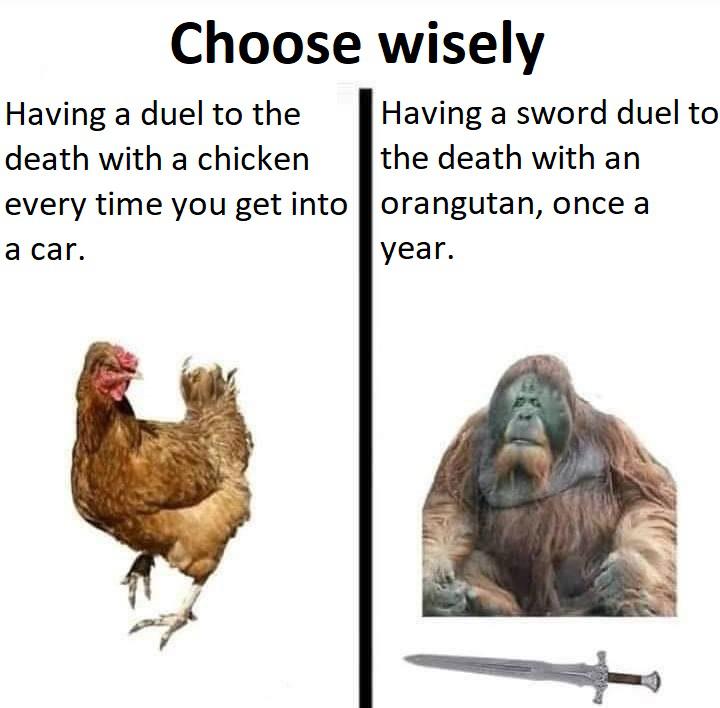 Choose wisely
Having a duel to the
death with a chicken
every time you get into
a car.
Having a sword duel to
the death with an
orangutan, once a
year.